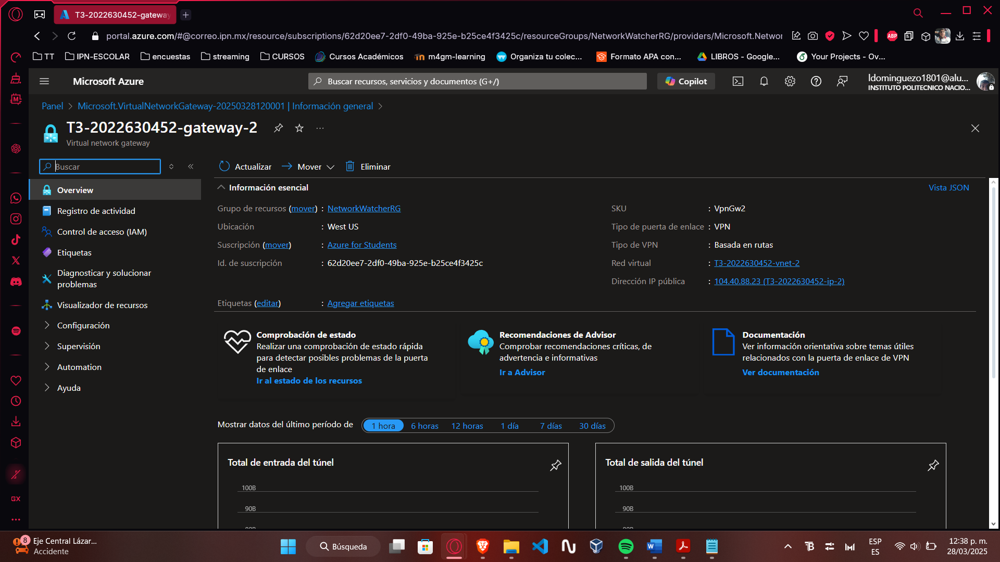 T3-2022630452-gateway
portal.azure.com/#@correo.ipn.mx/resource/subscriptions/62d20ee7-2df0-49ba-925e-b25ce4f3425c/resourceGroups/NetworkWatcherRG/providers/Microsoft.Networ
ABP
TT
IPN-ESCOLAR
encuestas
streaming
CURSOS
Cursos Académicos
m4gm-learning
Organiza tu colec...
Formato APA con...
LIBROS - Google...
Your Projects - Ov...
Microsoft Azure
Buscar recursos, servicios y documentos (G+/)
Copilot
ldominguezo1801@alu...
INSTITUTO POLITECNICO NACIO...
Panel > Microsoft.VirtualNetworkGateway-20250328120001 | Información general >
T3-2022630452-gateway-2
Virtual network gateway
Buscar
Actualizar
Mover
Eliminar
Overview
Registro de actividad
Control de acceso (IAM)
Etiquetas
Diagnosticar y solucionar
problemas
Visualizador de recursos
Configuración
Supervisión
Automation
Ayuda
Información esencial
Vista JSON
Grupo de recursos (mover) : NetworkWatcherRG
Ubicación : West US
Suscripción (mover) : Azure for Students
Id. de suscripción : 62d20ee7-2df0-49ba-925e-b25ce4f3425c
SKU : VpnGw2
Tipo de puerta de enlace : VPN
Tipo de VPN : Basada en rutas
Red virtual : T3-2022630452-vnet-2
Dirección IP pública : 104.40.88.23 (T3-2022630452-ip-2)
Etiquetas (editar) : Agregar etiquetas
Comprobación de estado
Realizar una comprobación de estado rápida
para detectar posibles problemas de la puerta
de enlace
Ir al estado de los recursos
Recomendaciones de Advisor
Comprobar recomendaciones críticas, de
advertencia e informativas
Ir a Advisor
Documentación
Ver información orientativa sobre temas útiles
relacionados con la puerta de enlace de VPN
Ver documentación
Mostrar datos del último período de
1 hora
6 horas
12 horas
1 día
7 días
30 días
Total de entrada del túnel
100B
90B
Total de salida del túnel
100B
90B
GX
8
Eje Central Lázar...
Accidente
Búsqueda
ESP
ES
12:38 p. m.
28/03/2025